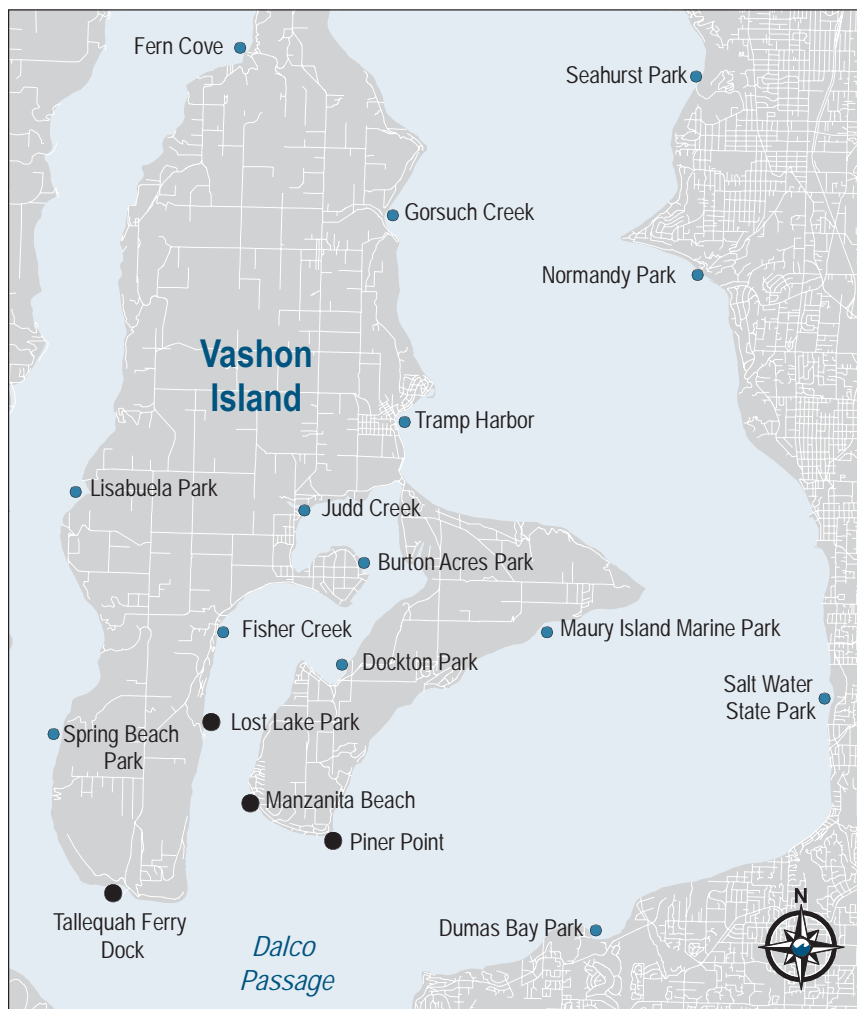 Fern Cove
Seahurst Park
Gorsuch Creek
Normandy Park
Vashon
Island
Tramp Harbor
Lisabuela Park
Judd Creek
Burton Acres Park
Fisher Creek
Maury Island Marine Park
Dockton Park
Salt Water
State Park
Lost Lake Park
Spring Beach
Park
Manzanita Beach
Piner Point
N
Tallequah Ferry
Dock
Dumas Bay Park
Dalco
Passage